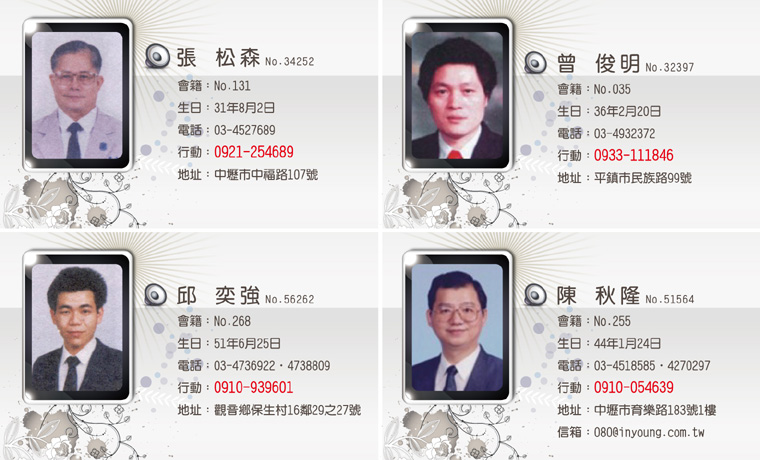 張 松森 No.34252
會籍：No.131
生日：31年8月2日
電話：03-4527689
行動：0921-254689
地址：中壢市中福路107號
曾 俊明 No.32397
會籍：No.035
生日：36年2月20日
電話：03-4932372
行動：0933-111846
地址：平鎮市民族路99號
邱 奕強 No.56262
會籍：No.268
生日：51年6月25日
電話：03-4736922・4738809
行動：0910-939601
地址：觀音鄉保生村16鄰29之27號
陳 秋隆 No.51564
會籍：No.255
生日：44年1月24日
電話：03-4518585・4270297
行動：0910-054639
地址：中壢市育樂路183號1樓
信箱：080@inyoung.com.tw